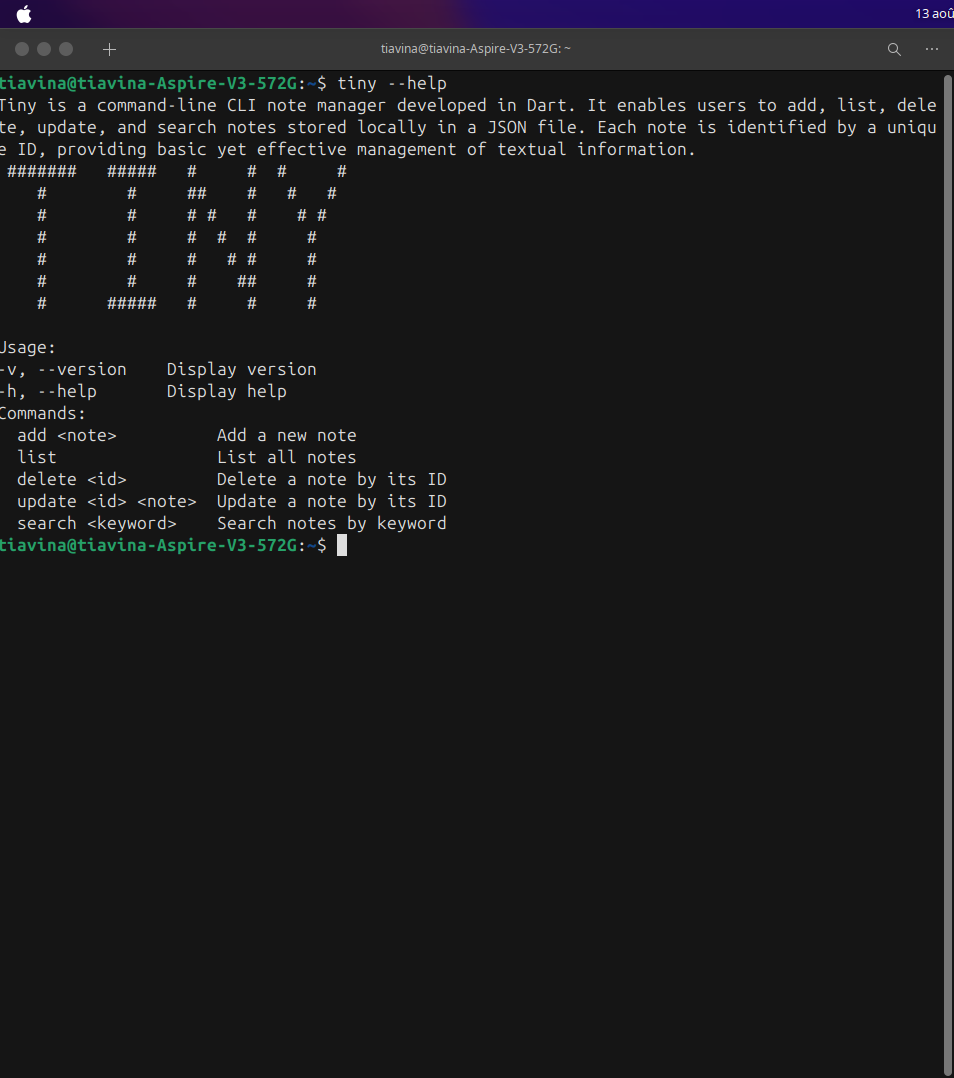 13 aoû
tiavina@tiavina-Aspire-V3-572G: ~
tiavina@tiavina-Aspire-V3-572G:~$ tiny --help
Tiny is a command-line CLI note manager developed in Dart. It enables users to add, list, dele
te, update, and search notes stored locally in a JSON file. Each note is identified by a uniqu
e ID, providing basic yet effective management of textual information.
TINY
Usage:
-v, --version    Display version
-h, --help       Display help
Commands:
  add <note>          Add a new note
  list                List all notes
  delete <id>         Delete a note by its ID
  update <id> <note>  Update a note by its ID
  search <keyword>    Search notes by keyword
tiavina@tiavina-Aspire-V3-572G:~$